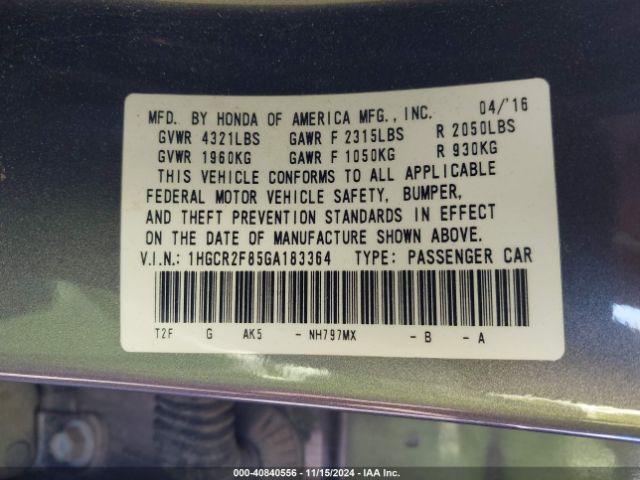 MFD. BY HONDA OF AMERICA MFG., INC. 04/'16
GVWR 4321LBS GAWR F 2315LBS R 2050LBS
GVWR 1960KG GAWR F 1050KG R 930KG
THIS VEHICLE CONFORMS TO ALL APPLICABLE
FEDERAL MOTOR VEHICLE SAFETY, BUMPER,
AND THEFT PREVENTION STANDARDS IN EFFECT
ON THE DATE OF MANUFACTURE SHOWN ABOVE.
V.I.N.: 1HGCR2F85GA183364 TYPE: PASSENGER CAR
T2F G AK5 - NH797MX - B - A
000-40840556 - 11/15/2024 - IAA Inc.